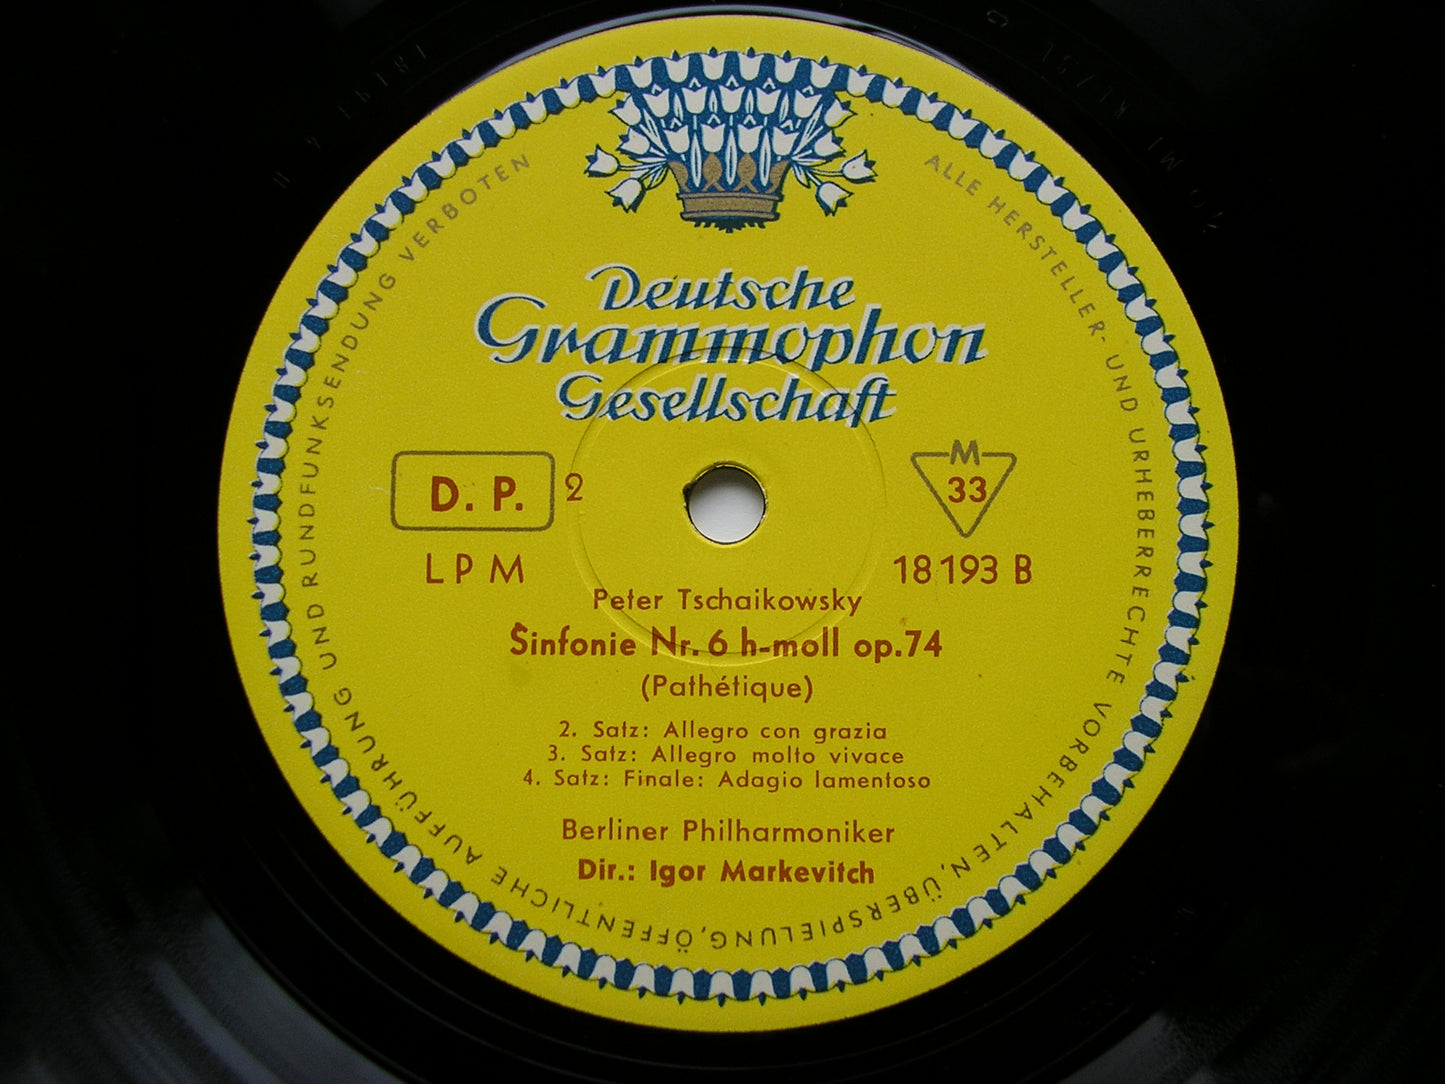 ALLE HERSTELLER- UND URHEBERRECHTE VORBEHALTEN, ÜBERSPIELUNG, ÖFFENTLICHE AUFFÜHRUNG UND RUNDFUNKSENDUNG VERBOTEN
Deutsche
Grammophon
Gesellschaft
D. P. 2
M
33
LPM
18193 B
Peter Tschaikowsky
Sinfonie Nr. 6 h-moll op. 74
(Pathétique)
2. Satz: Allegro con grazia
3. Satz: Allegro molto vivace
4. Satz: Finale: Adagio lamentoso
Berliner Philharmoniker
Dir.: Igor Markevitch